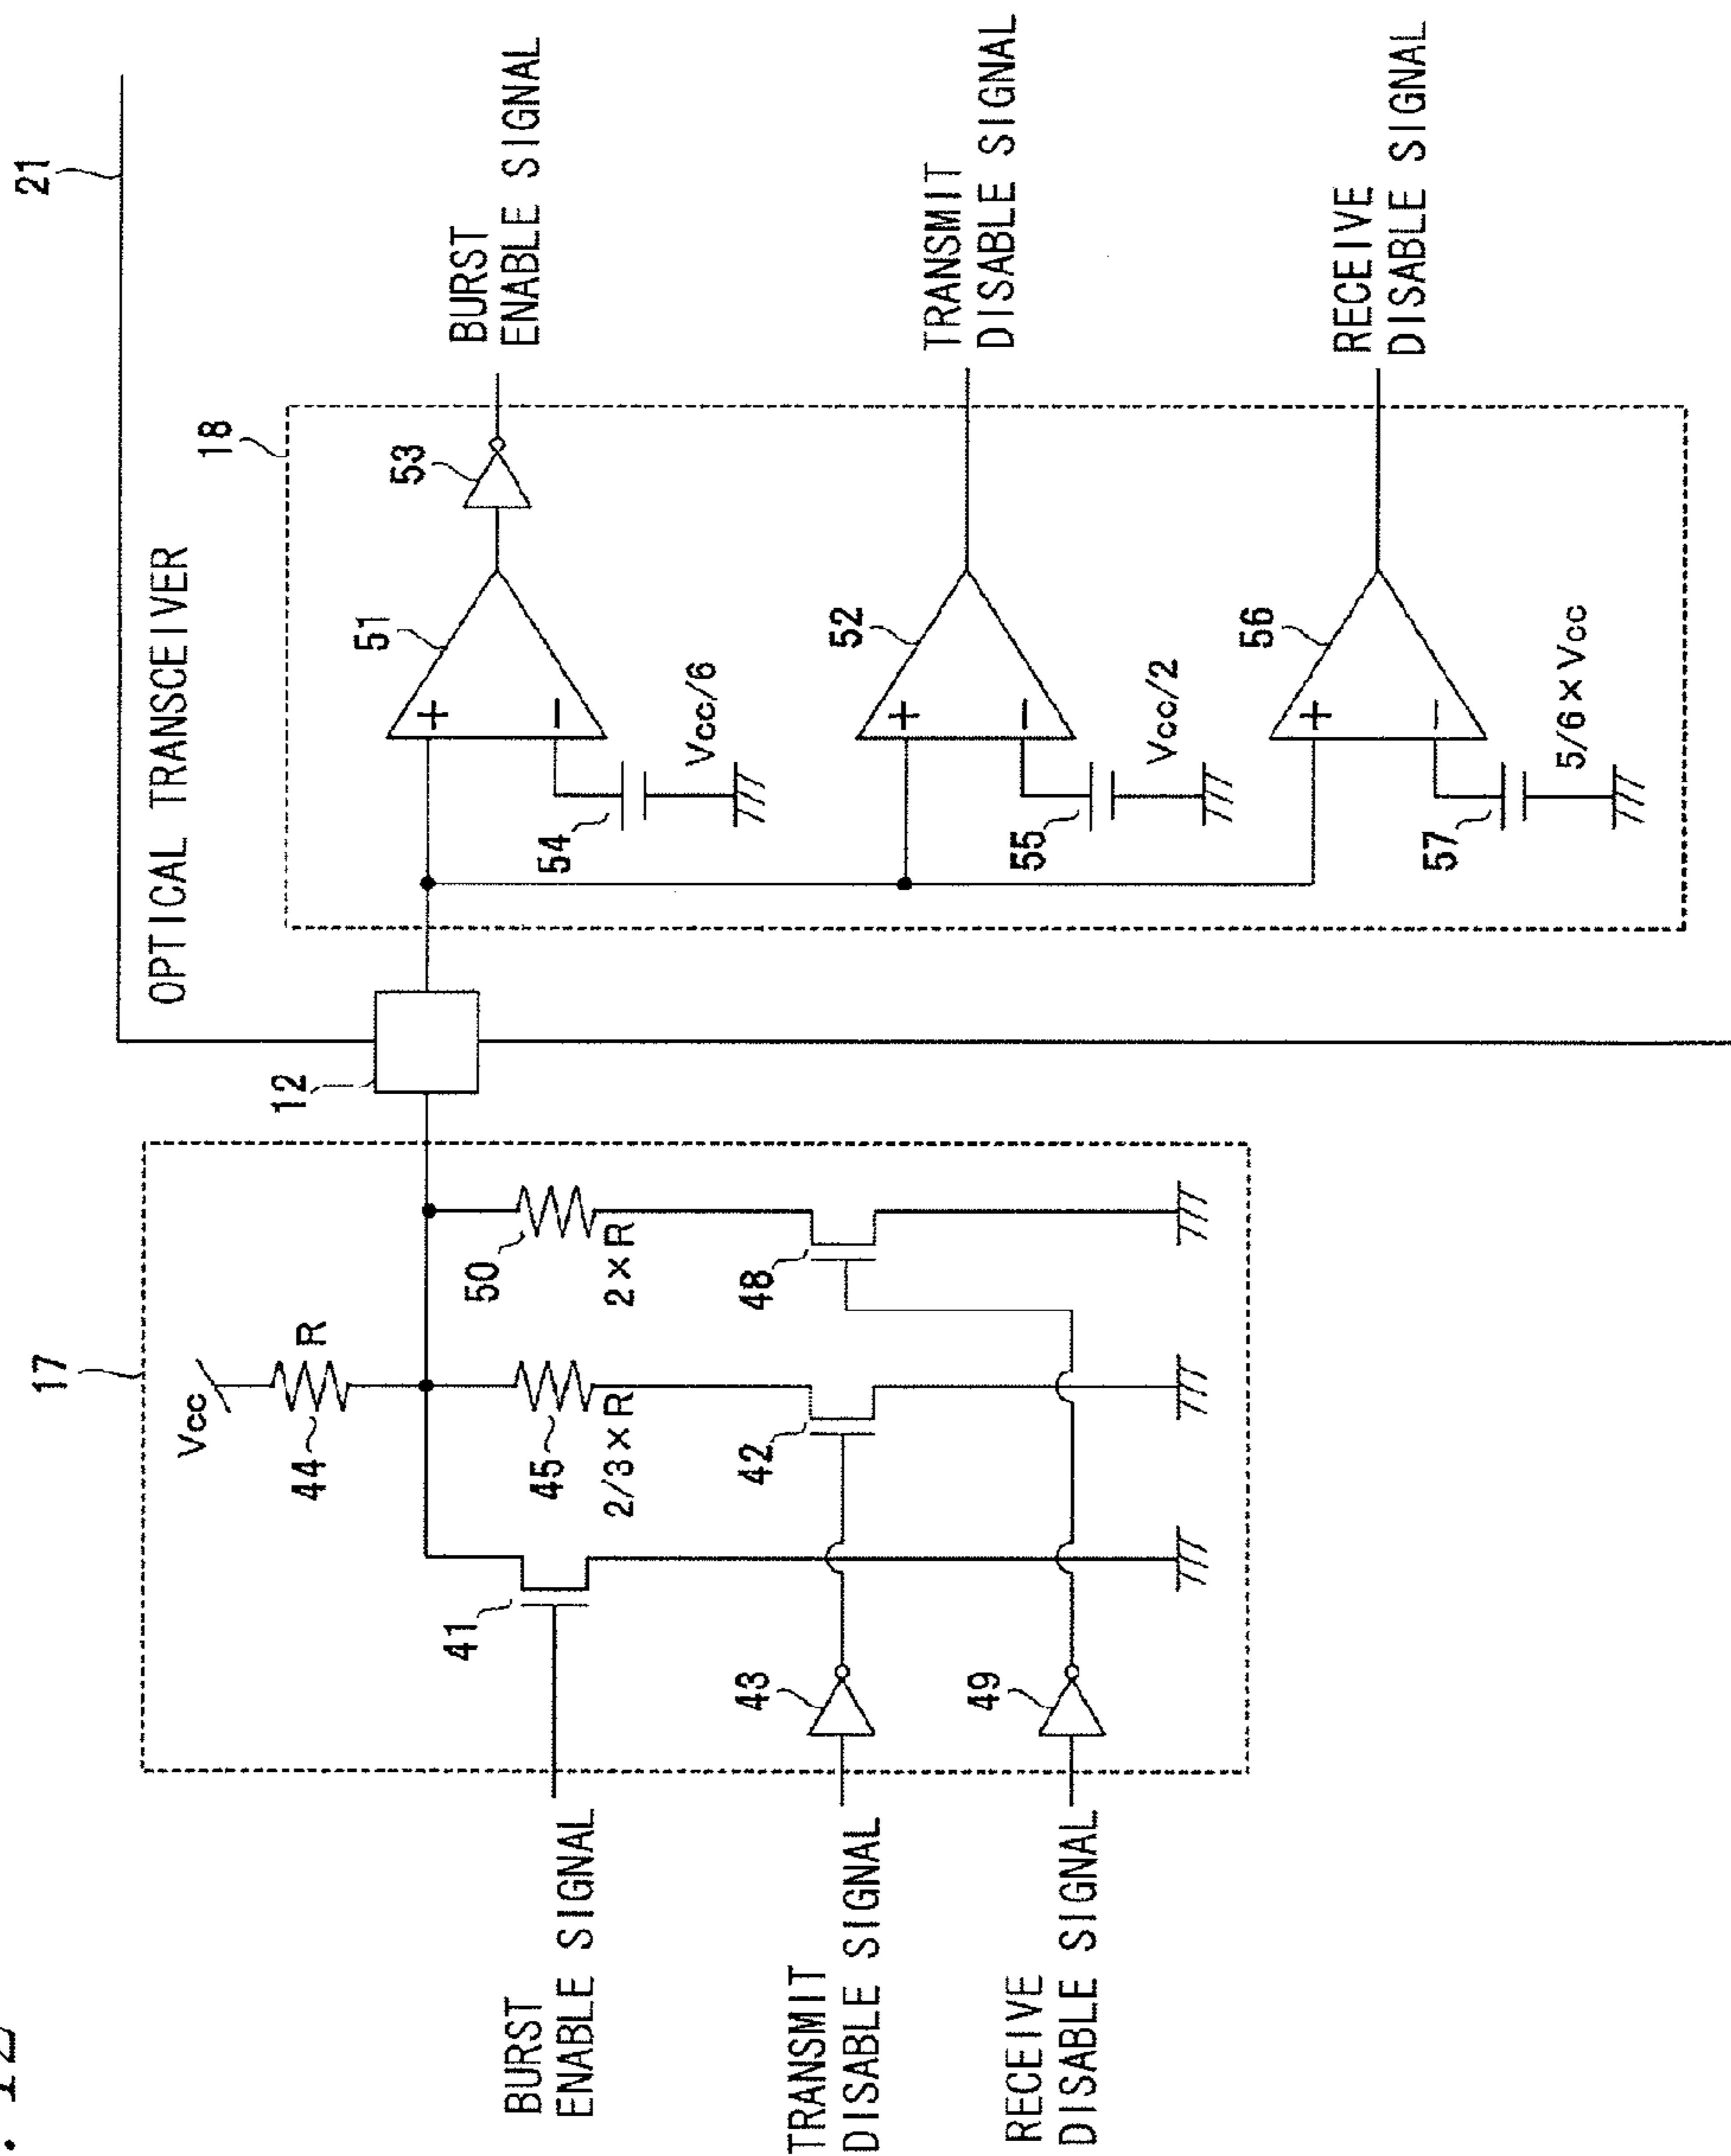 . 12
21
OPTICAL TRANSCEIVER
17
12
18
Vcc
44
R
45
2/3×R
50
2×R
41
42
48
43
49
BURST
ENABLE SIGNAL
TRANSMIT
DISABLE SIGNAL
RECEIVE
DISABLE SIGNAL
51
+
−
53
54
Vcc/6
52
+
−
55
Vcc/2
56
+
−
57
5/6×Vcc
BURST
ENABLE SIGNAL
TRANSMIT
DISABLE SIGNAL
RECEIVE
DISABLE SIGNAL